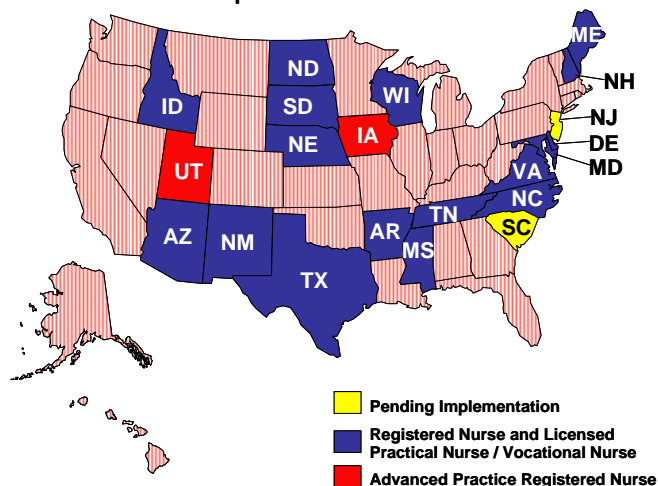 ME
ND
NH
WI
ID
SD
NJ
IA
NE
DE
UT
MD
VA
NC
TN
AZ
NM
AR
SC
MS
TX
Pending Implementation
Registered Nurse and Licensed
Practical Nurse / Vocational Nurse
Advanced Practice Registered Nurse